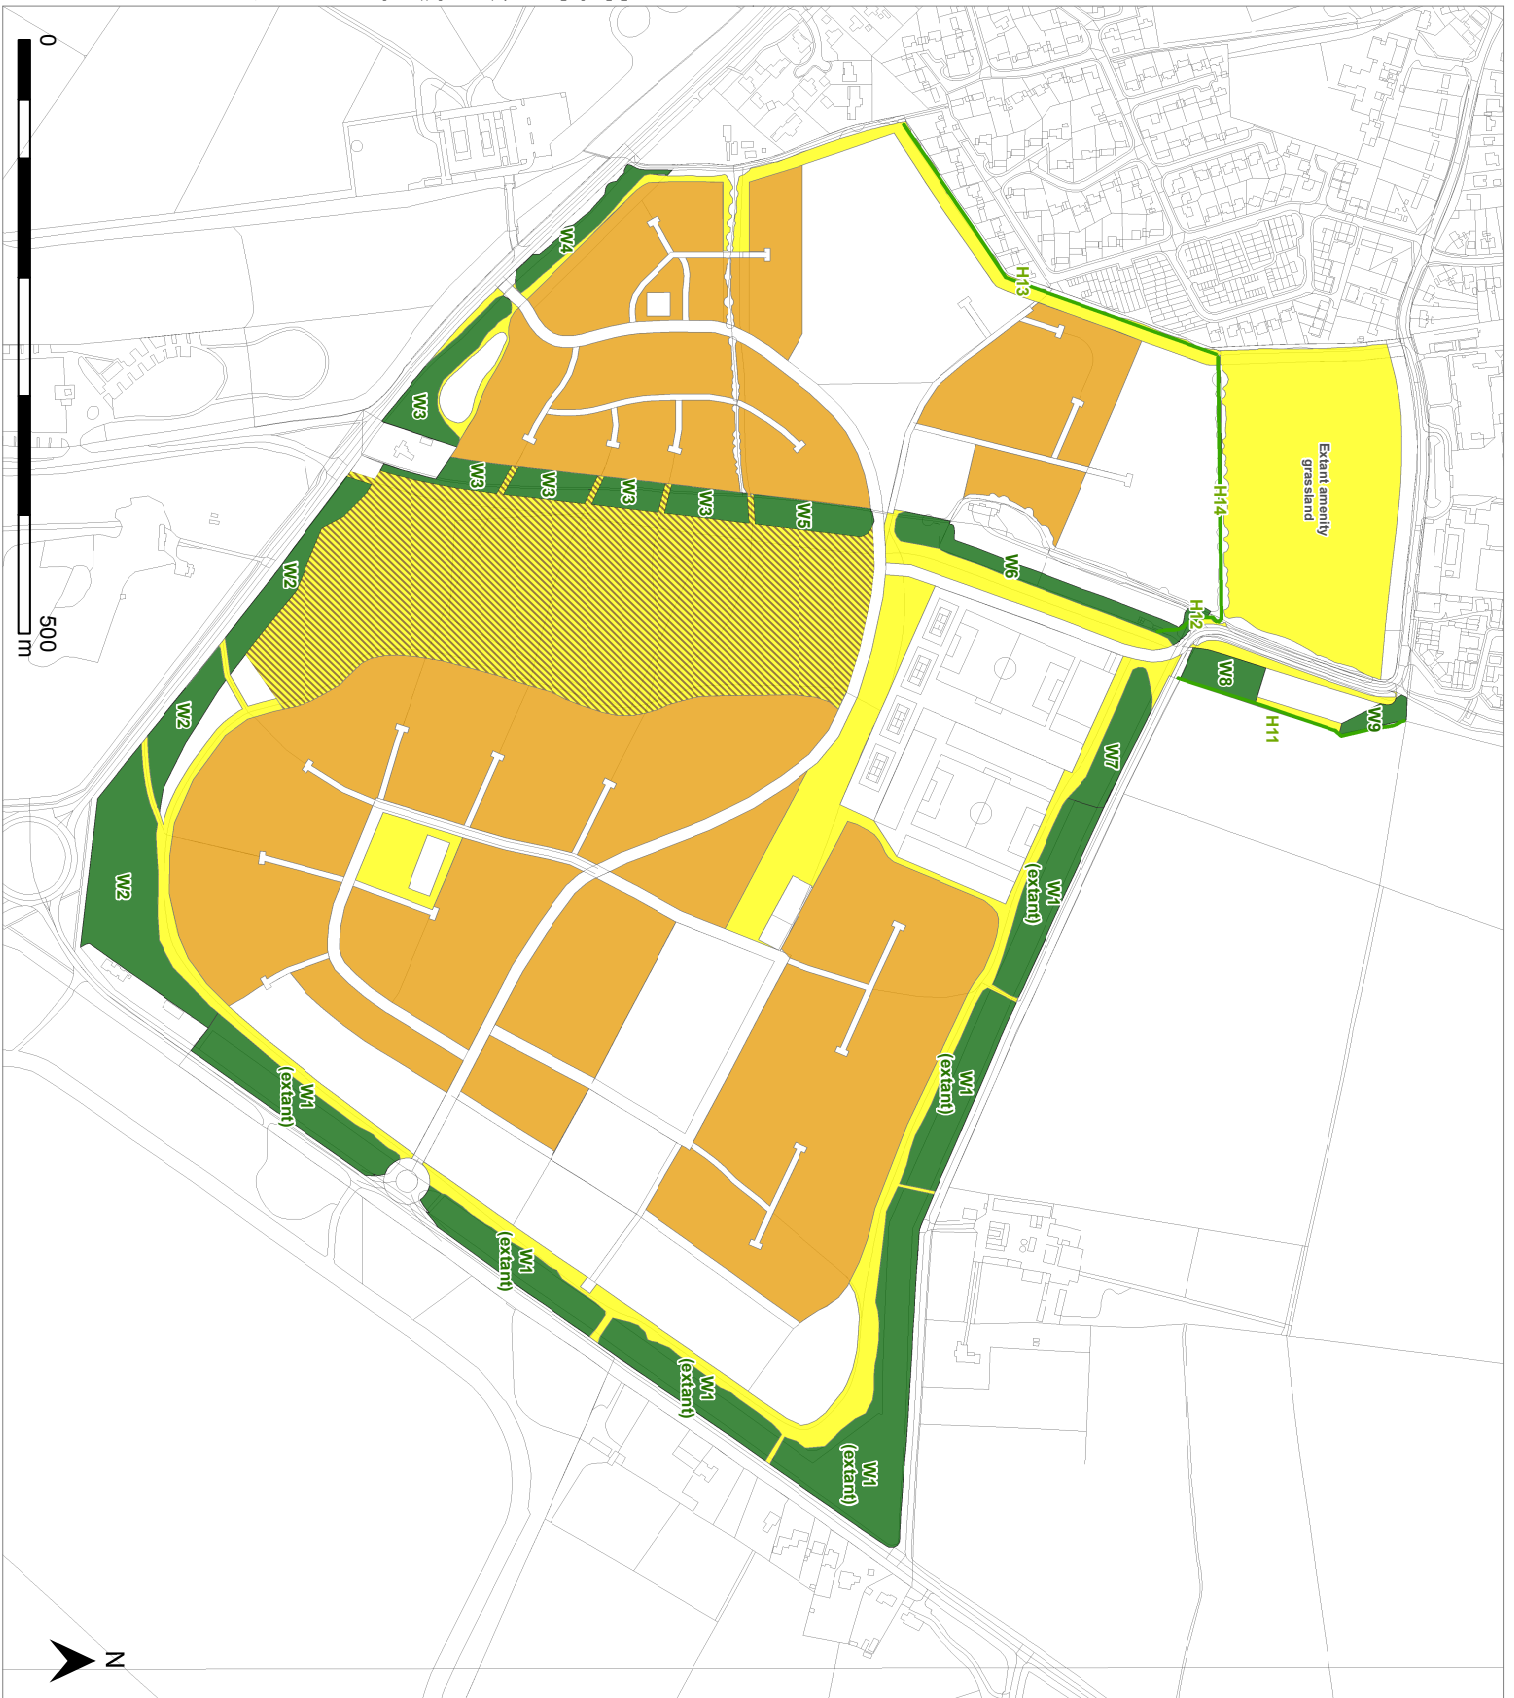 0
500
m
W4
H13
W3
Extant amenity
grassland
H14
W3
W3
W3
W3
W5
W6
W2
H12
W8
H11
W9
W2
W7
W2
W1
(extant)
W1
(extant)
W1
(extant)
W1
(extant)
W1
(extant)
W1
(extant)
N